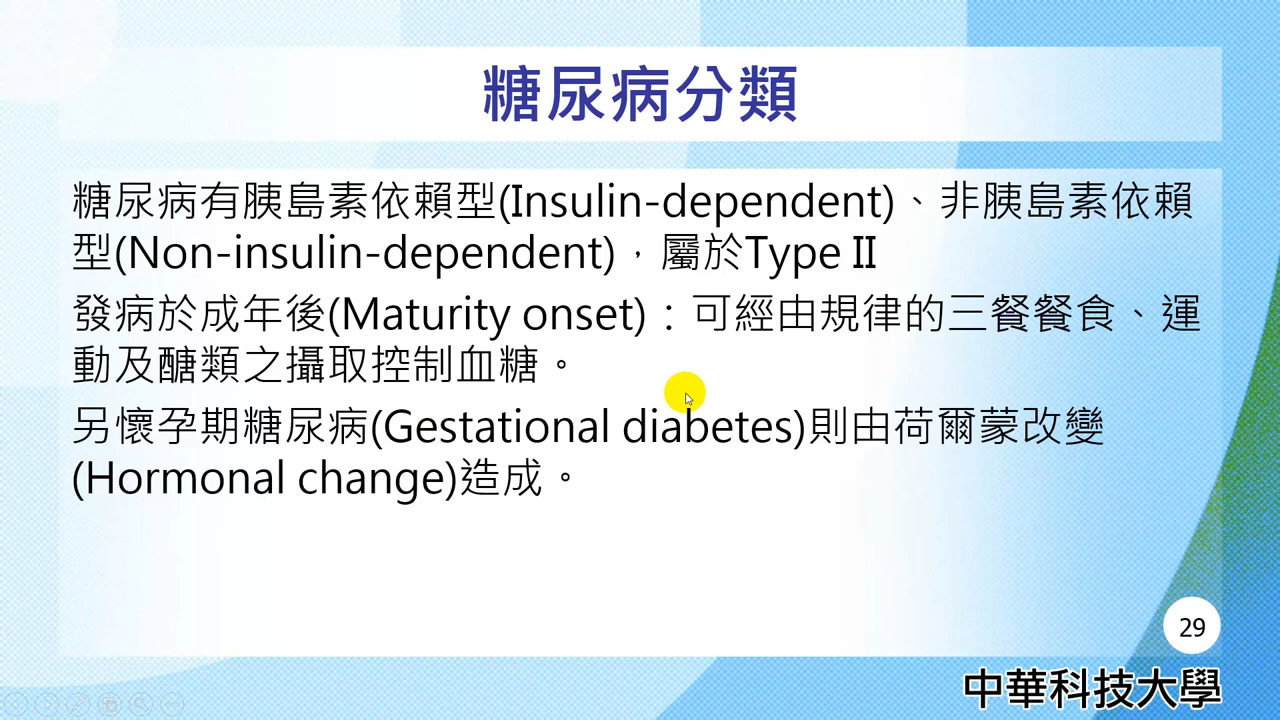 糖尿病分類
糖尿病有胰島素依賴型(Insulin-dependent)、非胰島素依賴
型(Non-insulin-dependent)，屬於Type II
發病於成年後(Maturity onset)：可經由規律的三餐餐食、運
動及醣類之攝取控制血糖。
另懷孕期糖尿病(Gestational diabetes)則由荷爾蒙改變
(Hormonal change)造成。
29
中華科技大學